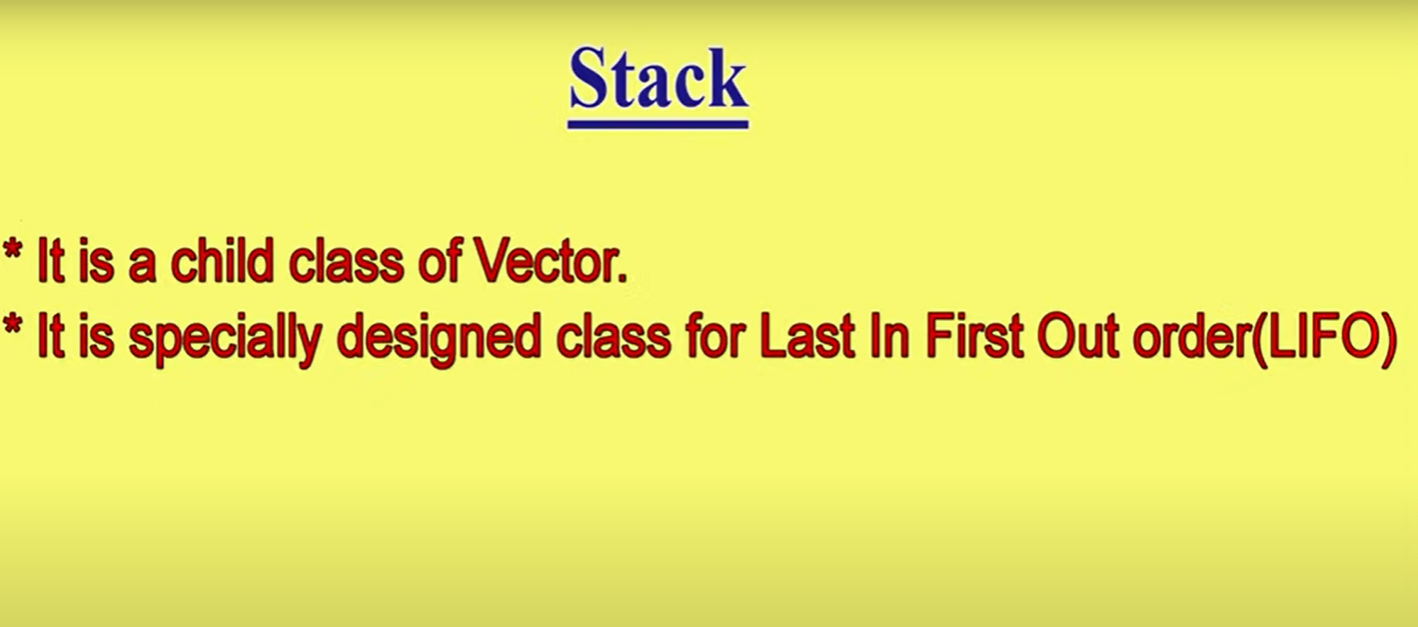 Stack
* It is a child class of Vector.
* It is specially designed class for Last In First Out order(LIFO)